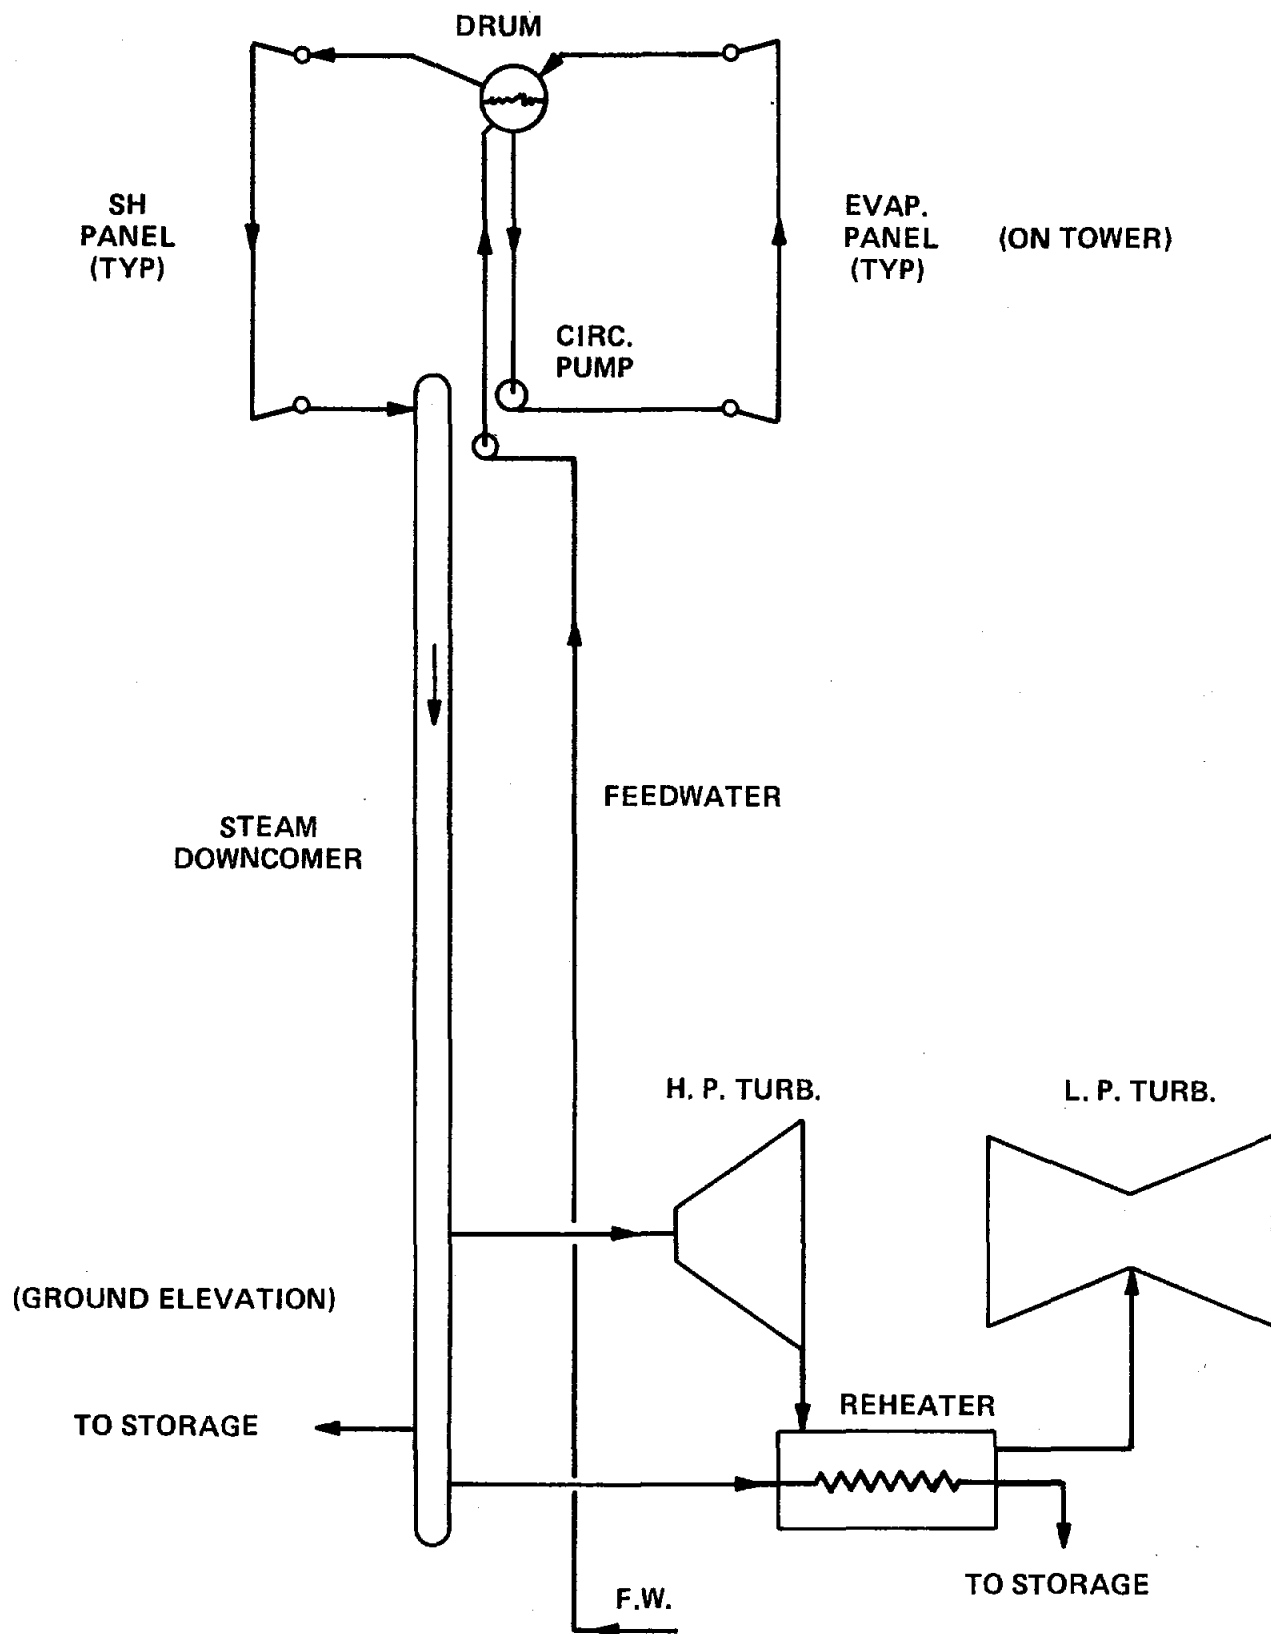 DRUM
SH
PANEL
(TYP)
EVAP.
PANEL
(TYP)
(ON TOWER)
CIRC.
PUMP
FEEDWATER
STEAM
DOWNCOMER
H. P. TURB.
L. P. TURB.
(GROUND ELEVATION)
REHEATER
TO STORAGE
TO STORAGE
F.W.